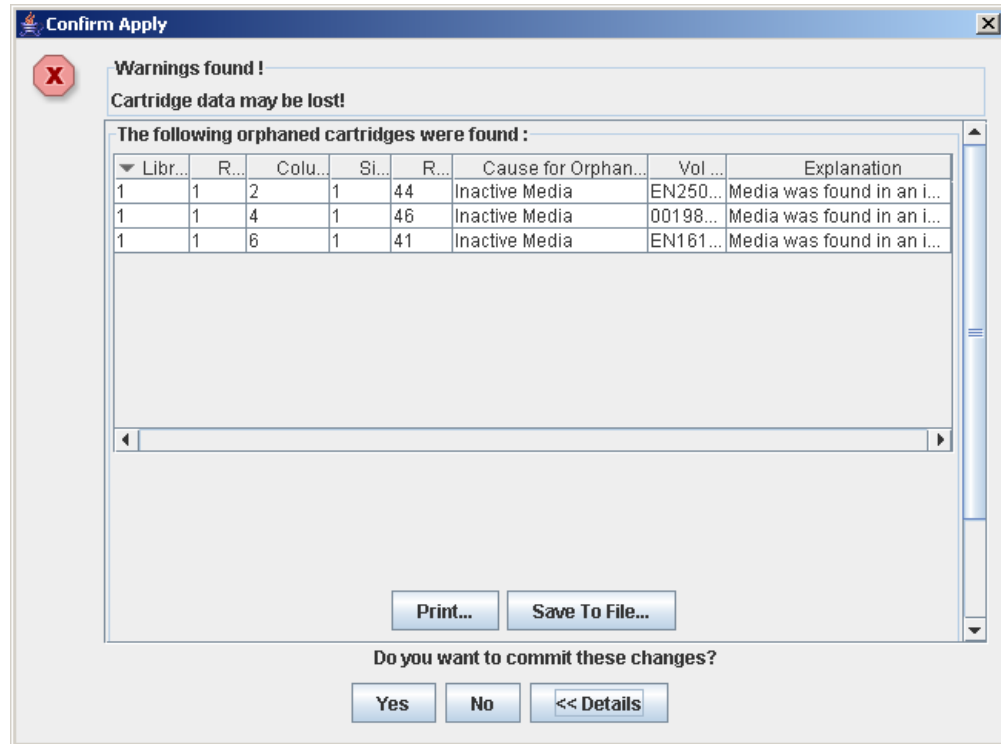 Confirm Apply
Warnings found !
Cartridge data may be lost!
The following orphaned cartridges were found :
Libr... R... Colu... Si... R... Cause for Orphan... Vol ... Explanation
1 1 2 1 44 Inactive Media EN250... Media was found in an i...
1 1 4 1 46 Inactive Media 00198... Media was found in an i...
1 1 6 1 41 Inactive Media EN161... Media was found in an i...
Print... Save To File...
Do you want to commit these changes?
Yes No << Details